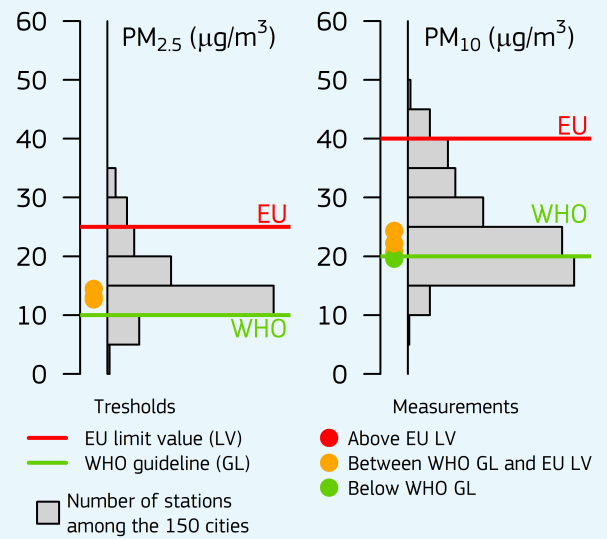 60
PM2.5 (μg/m³)
50
40
30
EU
20
10
WHO
0
60
PM10 (μg/m³)
50
EU
40
30
WHO
20
10
0
Tresholds
EU limit value (LV)
WHO guideline (GL)
Number of stations
among the 150 cities
Measurements
Above EU LV
Between WHO GL and EU LV
Below WHO GL